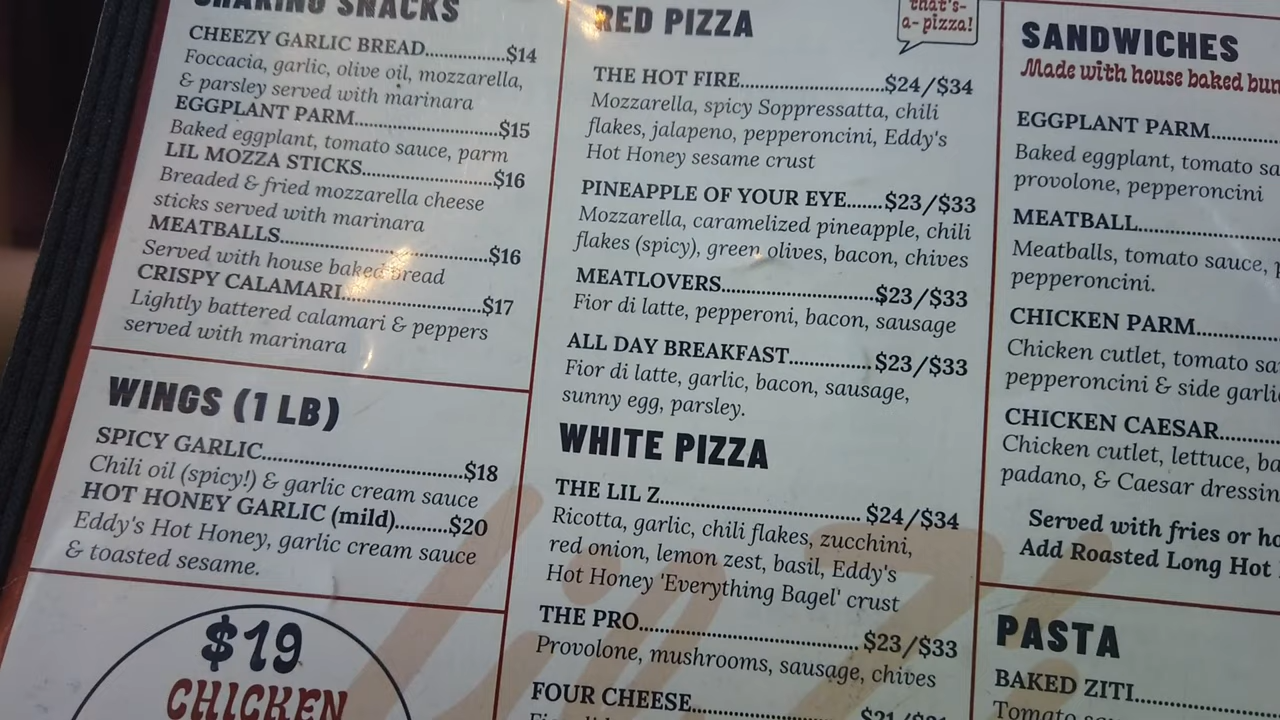 SHARING SNACKS
CHEEZY GARLIC BREAD..................$14
Foccacia, garlic, olive oil, mozzarella,
& parsley served with marinara
EGGPLANT PARM........................$15
Baked eggplant, tomato sauce, parm
LIL MOZZA STICKS......................$16
Breaded & fried mozzarella cheese
sticks served with marinara
MEATBALLS...................................$16
Served with house baked bread
CRISPY CALAMARI.......................$17
Lightly battered calamari & peppers
served with marinara
WINGS (1 LB)
SPICY GARLIC...................................$18
Chili oil (spicy!) & garlic cream sauce
HOT HONEY GARLIC (mild).........$20
Eddy's Hot Honey, garlic cream sauce
& toasted sesame.
$19
CHICKEN
RED PIZZA
that's-
a-pizza!
THE HOT FIRE........................$24/$34
Mozzarella, spicy Soppressatta, chili
flakes, jalapeno, pepperoncini, Eddy's
Hot Honey sesame crust
PINEAPPLE OF YOUR EYE.......$23/$33
Mozzarella, caramelized pineapple, chili
flakes (spicy), green olives, bacon, chives
MEATLOVERS..........................$23/$33
Fior di latte, pepperoni, bacon, sausage
ALL DAY BREAKFAST..............$23/$33
Fior di latte, garlic, bacon, sausage,
sunny egg, parsley.
WHITE PIZZA
THE LIL Z..................................$24/$34
Ricotta, garlic, chili flakes, zucchini,
red onion, lemon zest, basil, Eddy's
Hot Honey 'Everything Bagel' crust
THE PRO....................................$23/$33
Provolone, mushrooms, sausage, chives
FOUR CHEESE...........................
SANDWICHES
Made with house baked
EGGPLANT PARM..........
Baked eggplant, tomato
provolone, pepperoncini
MEATBALL....................
Meatballs, tomato sauce,
pepperoncini.
CHICKEN PARM............
Chicken cutlet, tomato
pepperoncini & side
CHICKEN CAESAR..........
Chicken cutlet, lettuce,
padano, & Caesar
Served with fries or
Add Roasted Long Hot
PASTA
BAKED ZITI..................